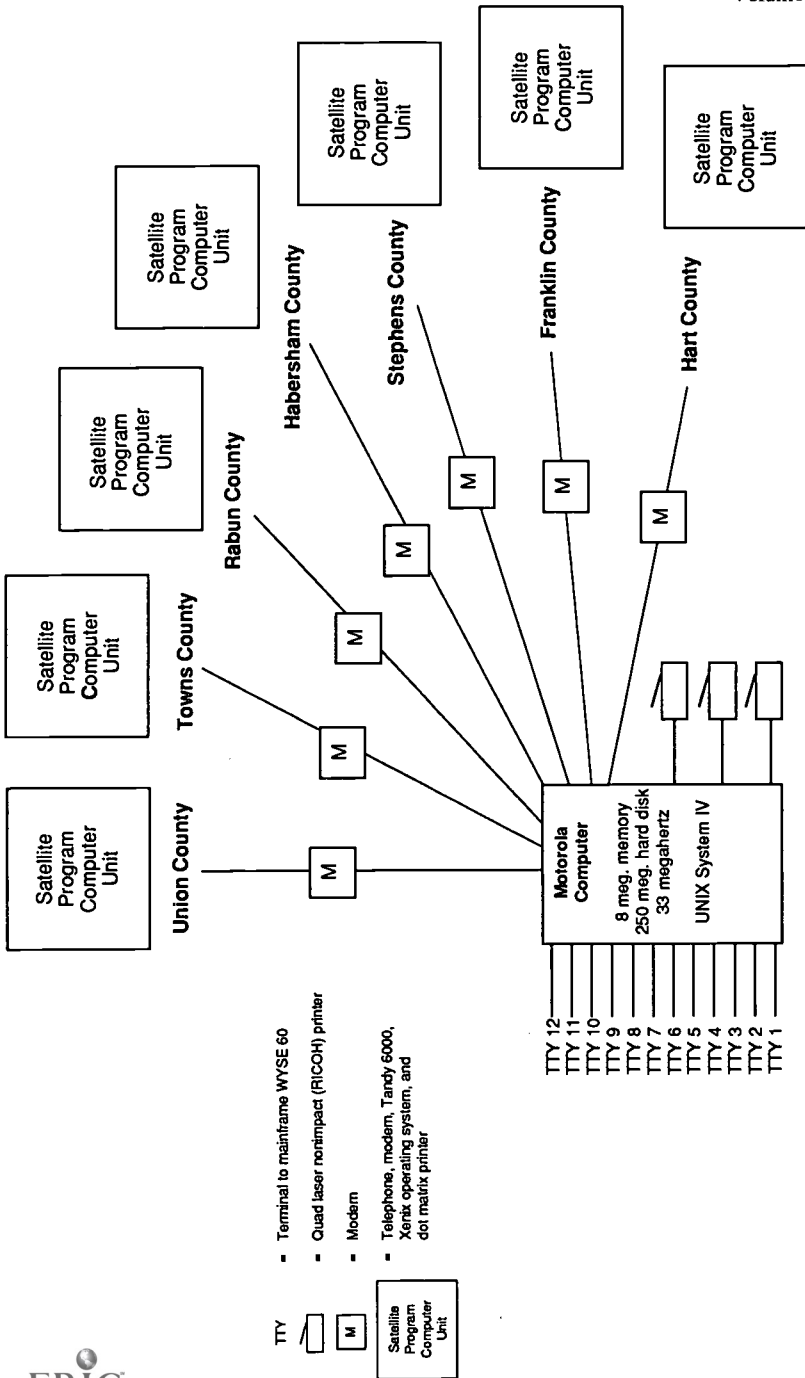 Satellite
Program
Computer
Unit
Union County
M
Satellite
Program
Computer
Unit
Towns County
M
Satellite
Program
Computer
Unit
Rabun County
M
Satellite
Program
Computer
Unit
Habersham County
M
Satellite
Program
Computer
Unit
Stephens County
M
Satellite
Program
Computer
Unit
Franklin County
M
Satellite
Program
Computer
Unit
Hart County
M
Motorola
Computer
8 meg. memory
250 meg. hard disk
33 megahertz
UNIX System IV
TTY 12
TTY 11
TTY 10
TTY 9
TTY 8
TTY 7
TTY 6
TTY 5
TTY 4
TTY 3
TTY 2
TTY 1
TTY = Terminal to mainframe WYSE 60
= Quad laser nonimpact (RICOH) printer
M = Modem
Satellite
Program
Computer
Unit
= Telephone, modem, Tandy 6000,
Xenix operating system, and
dot matrix printer
ERIC